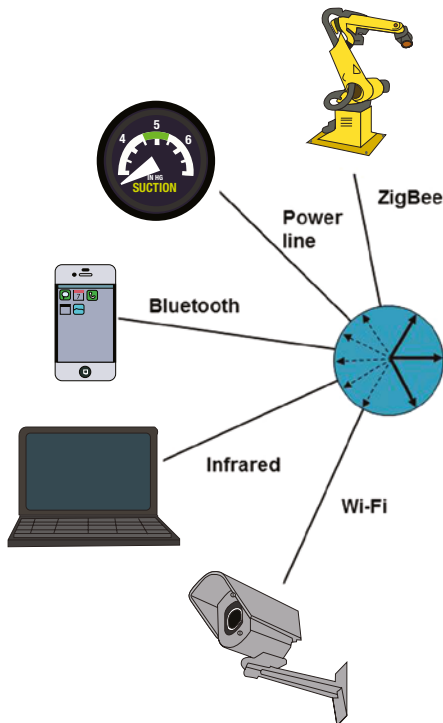 ZigBee
5
4
6
IN HG
SUCTION
Power
line
7
Bluetooth
Infrared
Wi-Fi